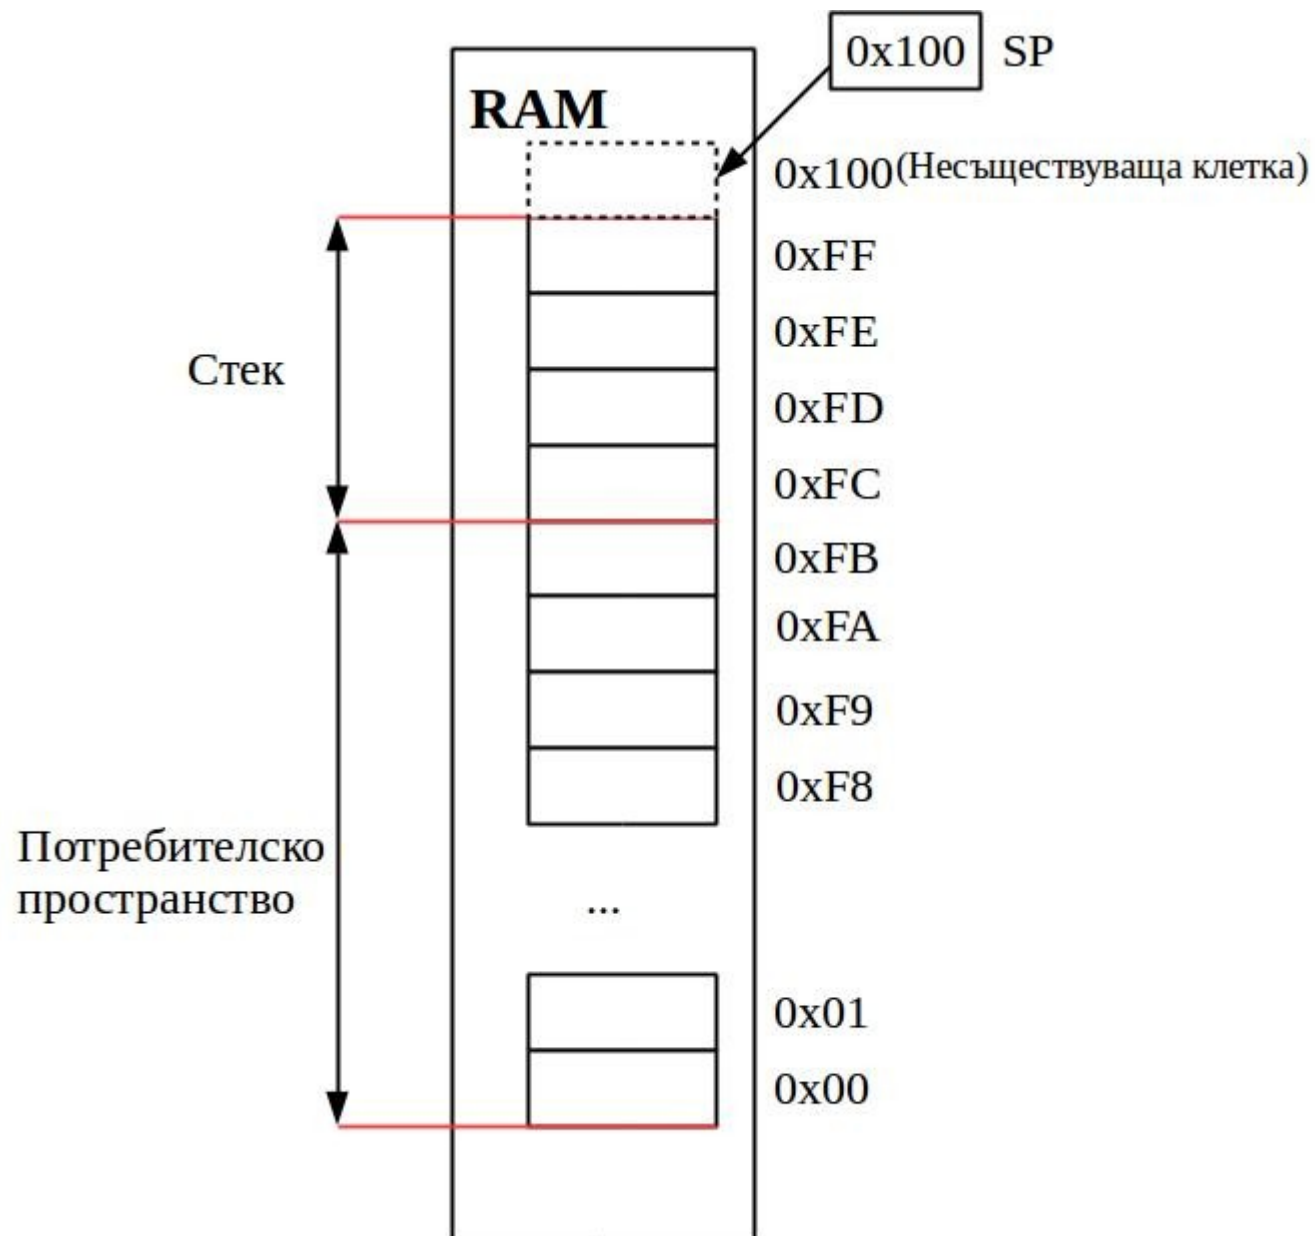 0x100 SP
RAM
0x100 (Несъществуваща клетка)
0xFF
0xFE
Стек
0xFD
0xFC
0xFB
0xFA
0xF9
0xF8
Потребителско
пространство
...
0x01
0x00